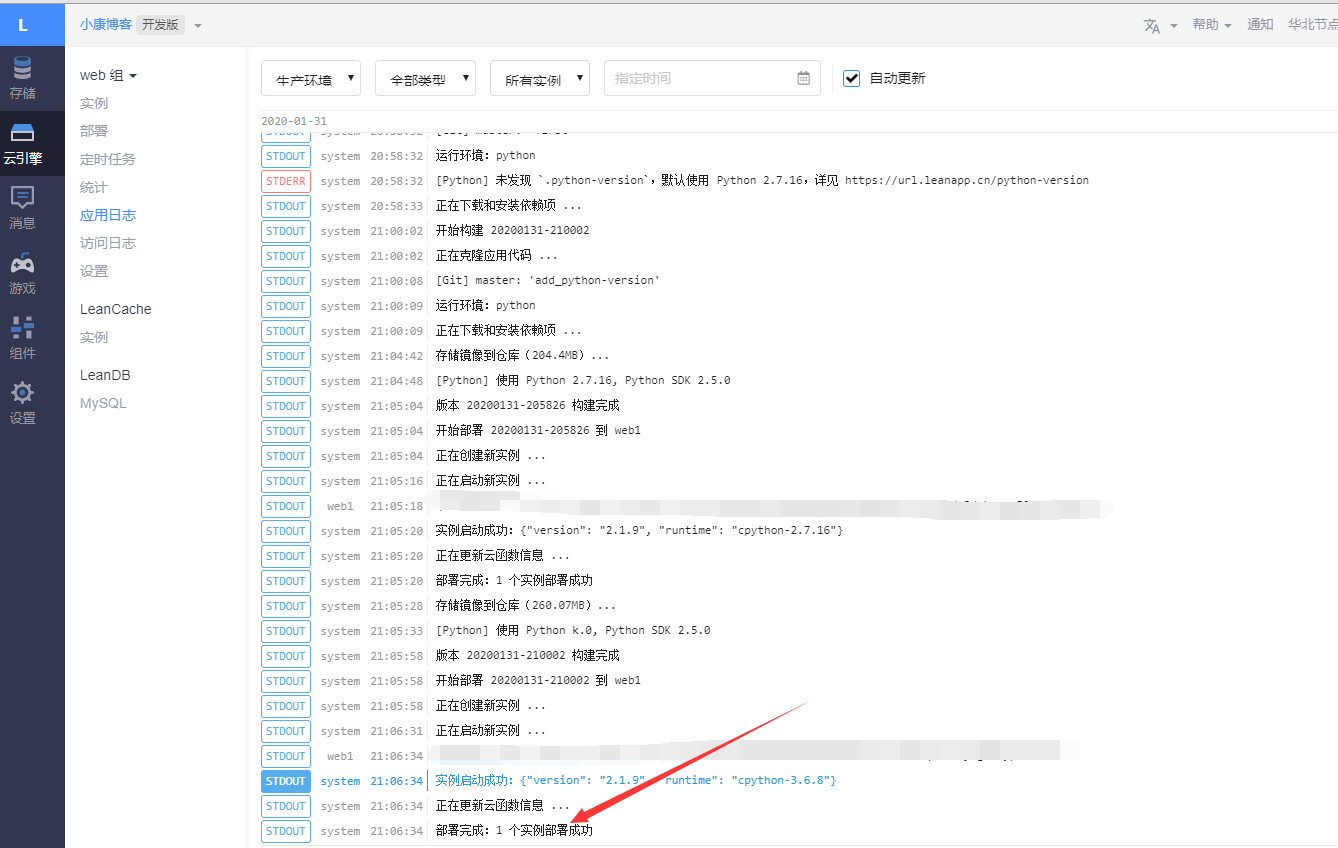 L
小康博客 开发版
帮助 通知 华北节点
存储
云引擎
消息
游戏
组件
设置
web 组
实例
部署
定时任务
统计
应用日志
访问日志
设置
LeanCache
实例
LeanDB
MySQL
生产环境 全部类型 所有实例 指定时间 自动更新
2020-01-31
STDOUT system 20:58:32 [Git] master:
STDOUT system 20:58:32 运行环境: python
STDERR system 20:58:32 [Python] 未发现 `.python-version`，默认使用 Python 2.7.16，详见 https://url.leanapp.cn/python-version
STDOUT system 20:58:33 正在下载和安装依赖项 ...
STDOUT system 21:00:02 开始构建 20200131-210002
STDOUT system 21:00:02 正在克隆应用代码 ...
STDOUT system 21:00:08 [Git] master: 'add_python-version'
STDOUT system 21:00:09 运行环境: python
STDOUT system 21:00:09 正在下载和安装依赖项 ...
STDOUT system 21:04:42 存储镜像到仓库（204.4MB）...
STDOUT system 21:04:48 [Python] 使用 Python 2.7.16, Python SDK 2.5.0
STDOUT system 21:05:04 版本 20200131-205826 构建完成
STDOUT system 21:05:04 开始部署 20200131-205826 到 web1
STDOUT system 21:05:04 正在创建新实例 ...
STDOUT system 21:05:16 正在启动新实例 ...
STDOUT web1 21:05:18
STDOUT system 21:05:20 实例启动成功：{"version": "2.1.9", "runtime": "cpython-2.7.16"}
STDOUT system 21:05:20 正在更新云函数信息 ...
STDOUT system 21:05:20 部署完成：1 个实例部署成功
STDOUT system 21:05:28 存储镜像到仓库（260.07MB）...
STDOUT system 21:05:33 [Python] 使用 Python k.0, Python SDK 2.5.0
STDOUT system 21:05:58 版本 20200131-210002 构建完成
STDOUT system 21:05:58 开始部署 20200131-210002 到 web1
STDOUT system 21:05:58 正在创建新实例 ...
STDOUT system 21:06:31 正在启动新实例 ...
STDOUT web1 21:06:34
STDOUT system 21:06:34 实例启动成功：{"version": "2.1.9" runtime": "cpython-3.6.8"}
STDOUT system 21:06:34 正在更新云函数信息 ...
STDOUT system 21:06:34 部署完成：1 个实例部署成功